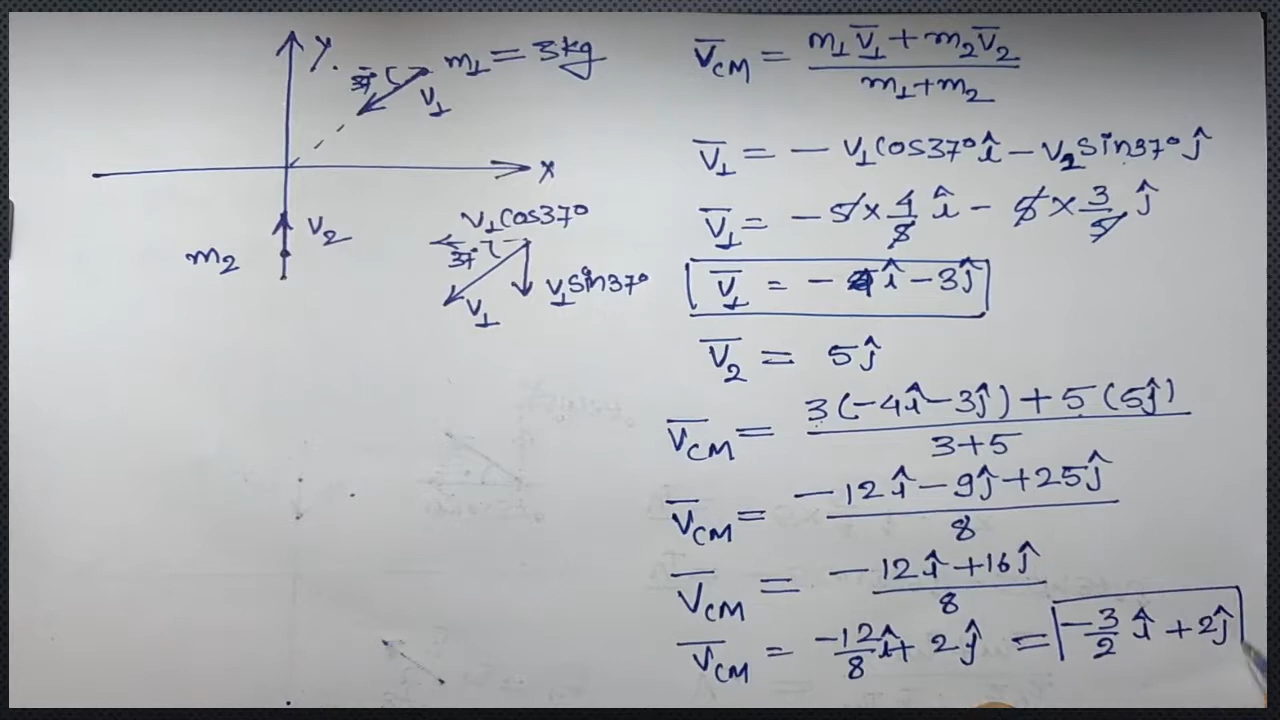 Y
m₁ = 3kg
37°
V₁
X
V₂
m₂
V₁cos37°
37°
V₁sin37°
V₁
V̅CM = (m₁V̅₁ + m₂V̅₂) / (m₁ + m₂)
V̅₁ = − V₁cos37° î − V₂sin37° ĵ
V̅₁ = − 5 × 4/5 î − 5 × 3/5 ĵ
V̅₁ = − 4î − 3ĵ
V̅₂ = 5ĵ
V̅CM = (3(−4î − 3ĵ) + 5(5ĵ)) / (3+5)
V̅CM = (−12î − 9ĵ + 25ĵ) / 8
V̅CM = (−12î + 16ĵ) / 8
V̅CM = −12/8 î + 2ĵ = −3/2 î + 2ĵ